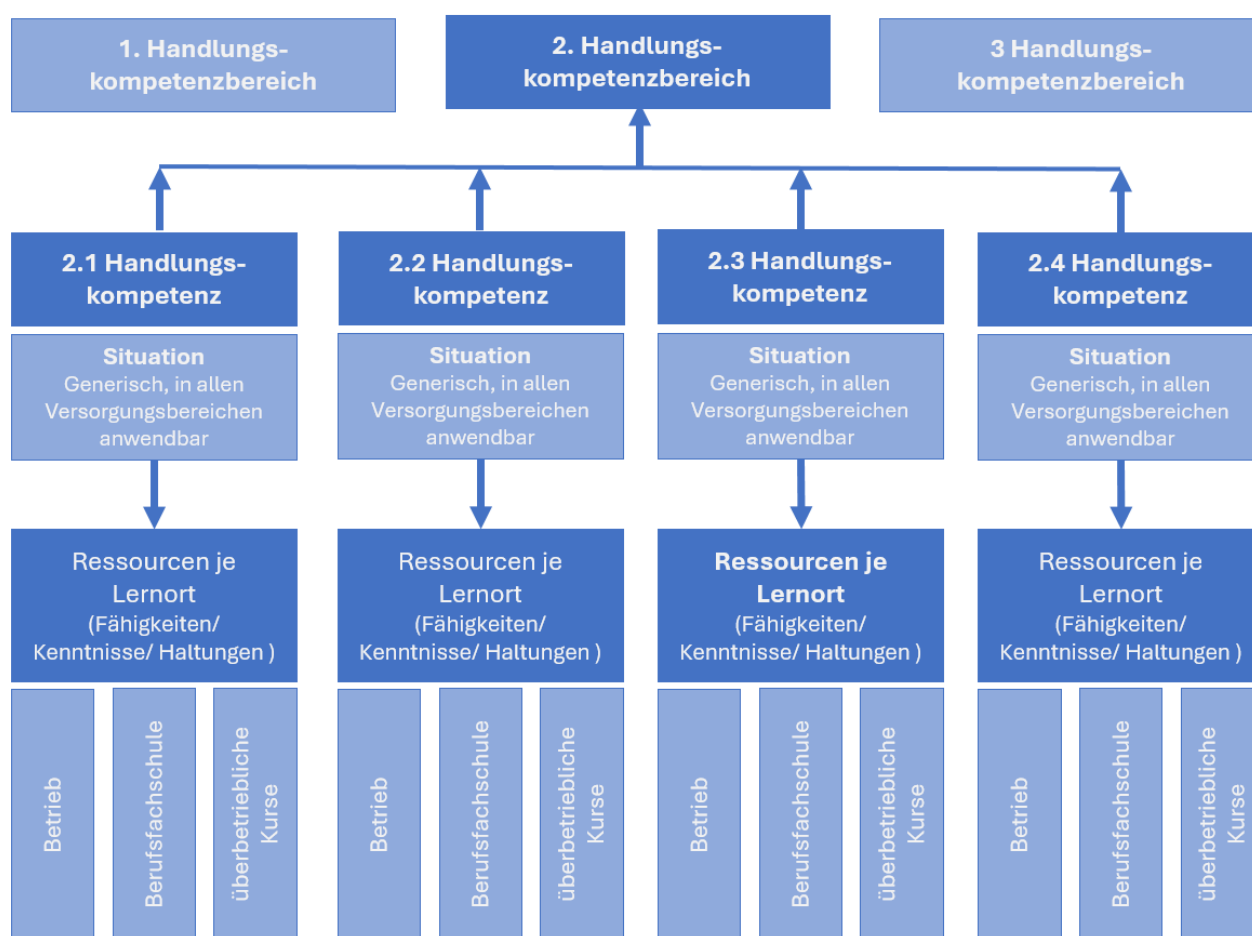 1. Handlungs-
kompetenzbereich
2. Handlungs-
kompetenzbereich
3 Handlungs-
kompetenzbereich
2.1 Handlungs-
kompetenz
2.2 Handlungs-
kompetenz
2.3 Handlungs-
kompetenz
2.4 Handlungs-
kompetenz
Situation
Generisch, in allen
Versorgungsbereichen
anwendbar
Situation
Generisch, in allen
Versorgungsbereichen
anwendbar
Situation
Generisch, in allen
Versorgungsbereichen
anwendbar
Situation
Generisch, in allen
Versorgungsbereichen
anwendbar
Ressourcen je
Lernort
(Fähigkeiten/
Kenntnisse/ Haltungen )
Ressourcen je
Lernort
(Fähigkeiten/
Kenntnisse/ Haltungen )
Ressourcen je
Lernort
(Fähigkeiten/
Kenntnisse/ Haltungen )
Ressourcen je
Lernort
(Fähigkeiten/
Kenntnisse/ Haltungen )
Betrieb
Berufsfachschule
überbetriebliche
Kurse
Betrieb
Berufsfachschule
überbetriebliche
Kurse
Betrieb
Berufsfachschule
überbetriebliche
Kurse
Betrieb
Berufsfachschule
überbetriebliche
Kurse